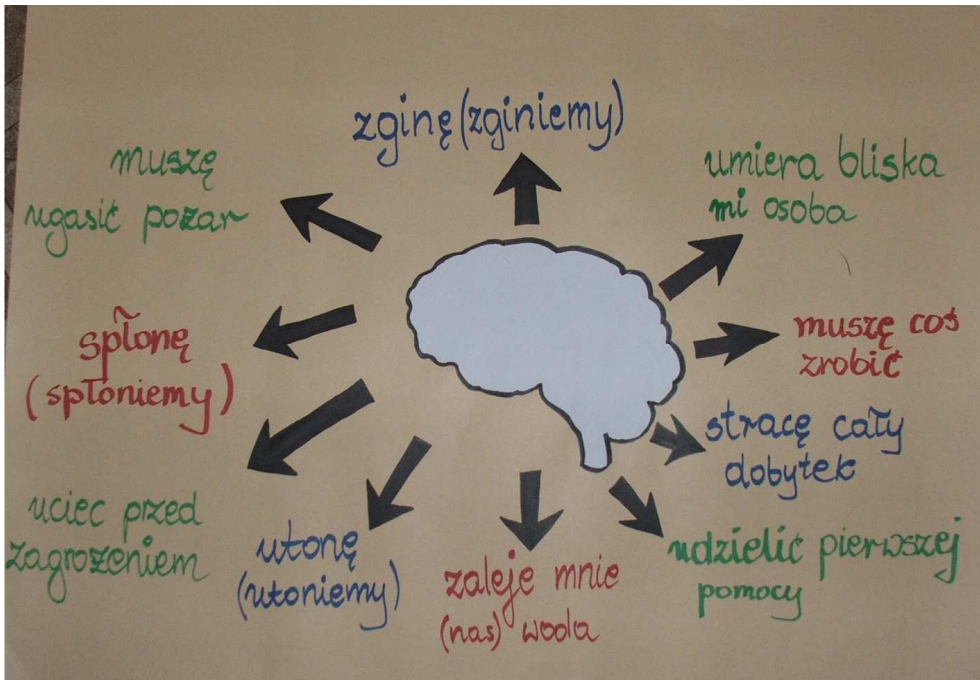 zginę (zginiemy)
umiera bliska
mi osoba
muszę coś
zrobić
stracę cały
dobytek
udzielić pierwszej
pomocy
zaleje mnie
(nas) woda
utonę
(utoniemy)
uciec przed
zagrożeniem
spłonę
(spłoniemy)
muszę
ugasić pożar